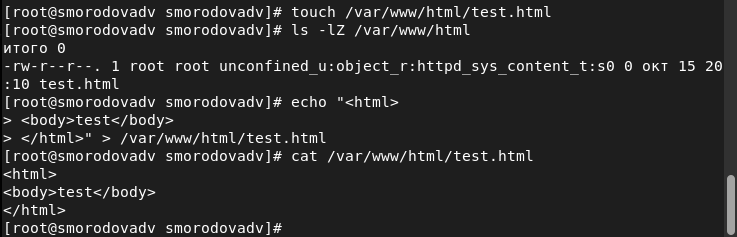 [root@smorodovadv smorodovadv]# touch /var/www/html/test.html
[root@smorodovadv smorodovadv]# ls -lZ /var/www/html
итого 0
-rw-r--r--. 1 root root unconfined_u:object_r:httpd_sys_content_t:s0 0 окт 15 20
:10 test.html
[root@smorodovadv smorodovadv]# echo "<html>
> <body>test</body>
> </html>" > /var/www/html/test.html
[root@smorodovadv smorodovadv]# cat /var/www/html/test.html
<html>
<body>test</body>
</html>
[root@smorodovadv smorodovadv]#